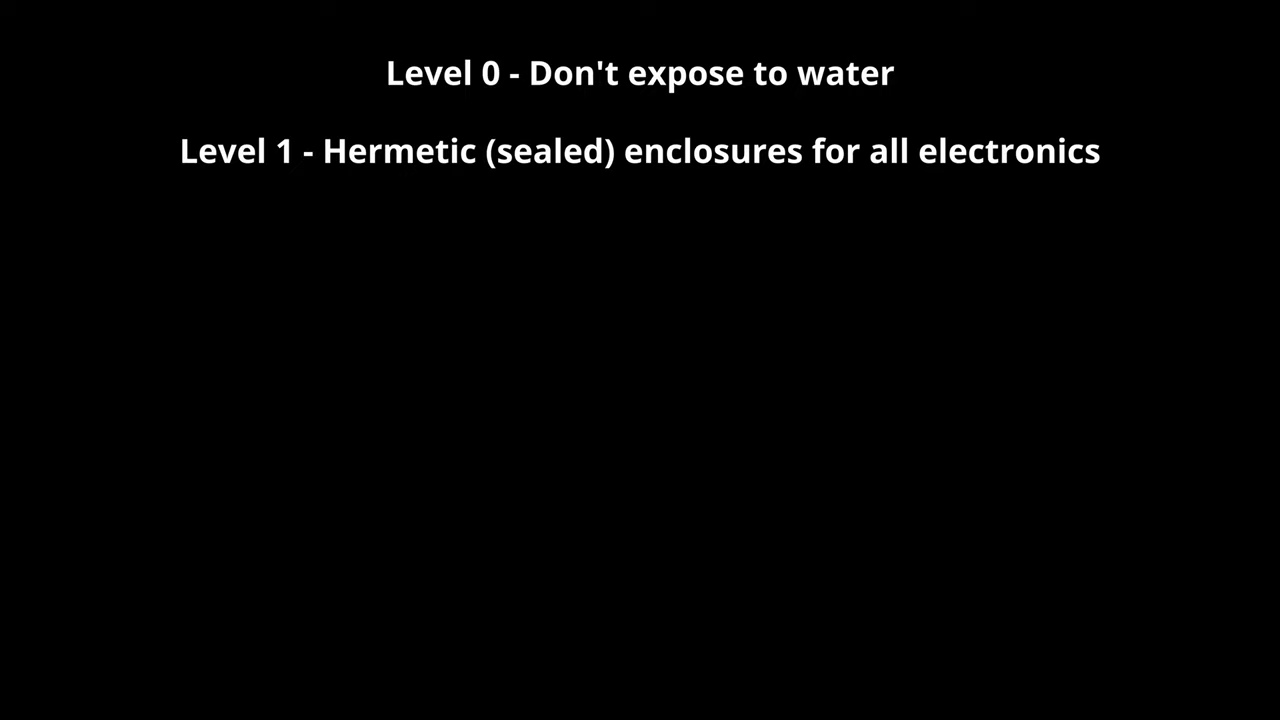 Level 0 - Don't expose to water
Level 1 - Hermetic (sealed) enclosures for all electronics